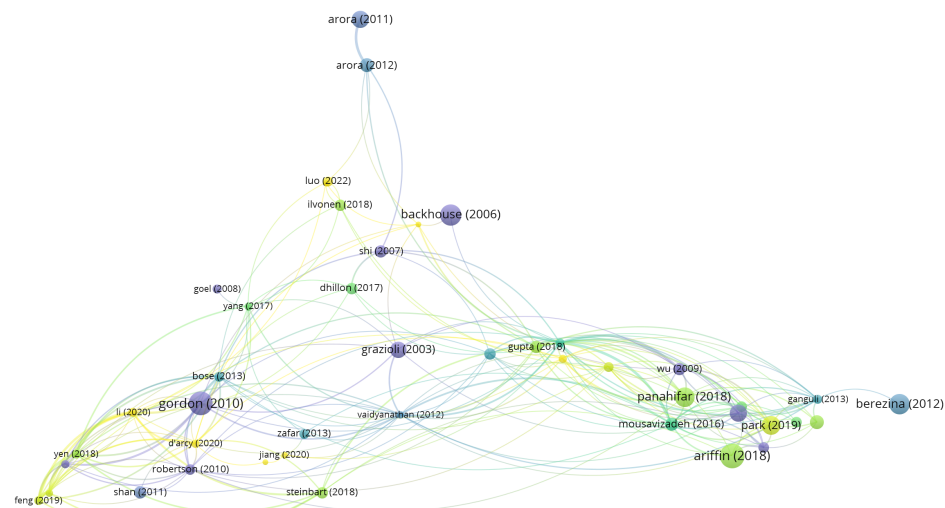 arora (2011)
arora (2012)
luo (2022)
ilvonen (2018)
backhouse (2006)
shi (2007)
goel (2008)
dhillon (2017)
yang (2017)
grazioli (2003)
gupta (2018)
wu (2009)
bose (2013)
panahifar (2018)
ganguli (2013)
berezina (2012)
gordon (2010)
li (2020)
vaidyanathan (2012)
mousavizadeh (2016)
park (2019)
zafar (2013)
d'arcy (2020)
yen (2018)
jiang (2020)
ariffin (2018)
robertson (2010)
shan (2011)
steinbart (2018)
feng (2019)